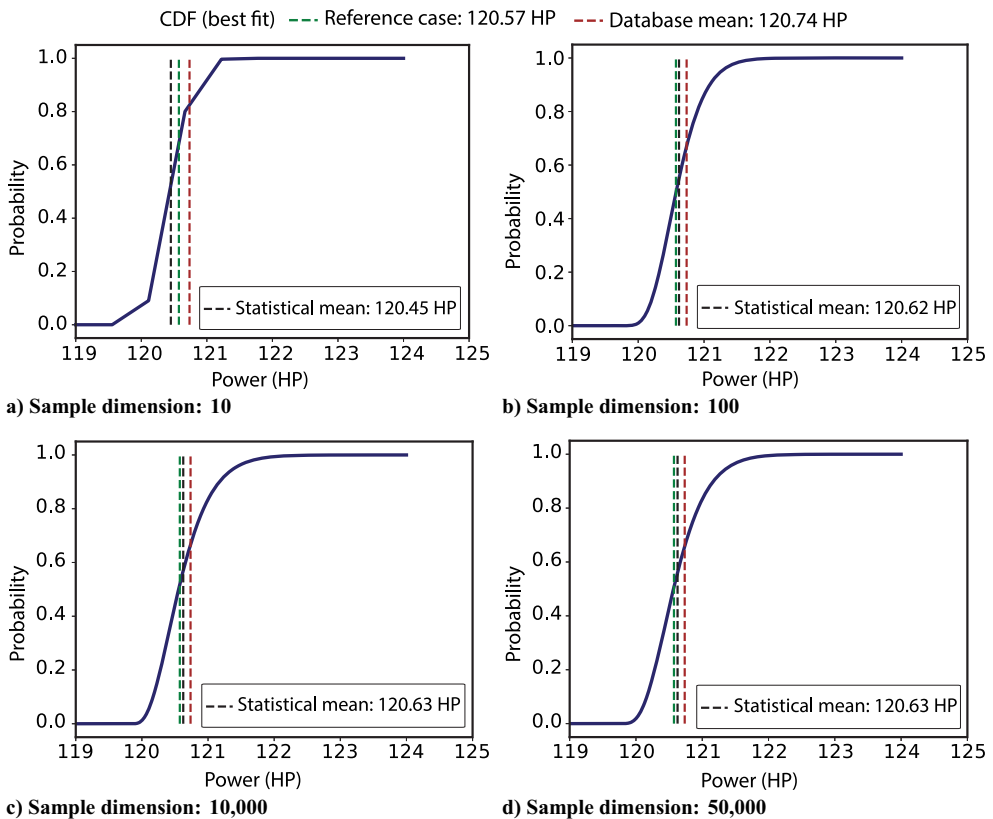 CDF (best fit) Reference case: 120.57 HP Database mean: 120.74 HP
1.0
0.8
0.6
0.4
0.2
0.0
Probability
Statistical mean: 120.45 HP
119 120 121 122 123 124 125
Power (HP)
a) Sample dimension: 10
1.0
0.8
0.6
0.4
0.2
0.0
Probability
Statistical mean: 120.62 HP
119 120 121 122 123 124 125
Power (HP)
b) Sample dimension: 100
1.0
0.8
0.6
0.4
0.2
0.0
Probability
Statistical mean: 120.63 HP
119 120 121 122 123 124 125
Power (HP)
c) Sample dimension: 10,000
1.0
0.8
0.6
0.4
0.2
0.0
Probability
Statistical mean: 120.63 HP
119 120 121 122 123 124 125
Power (HP)
d) Sample dimension: 50,000